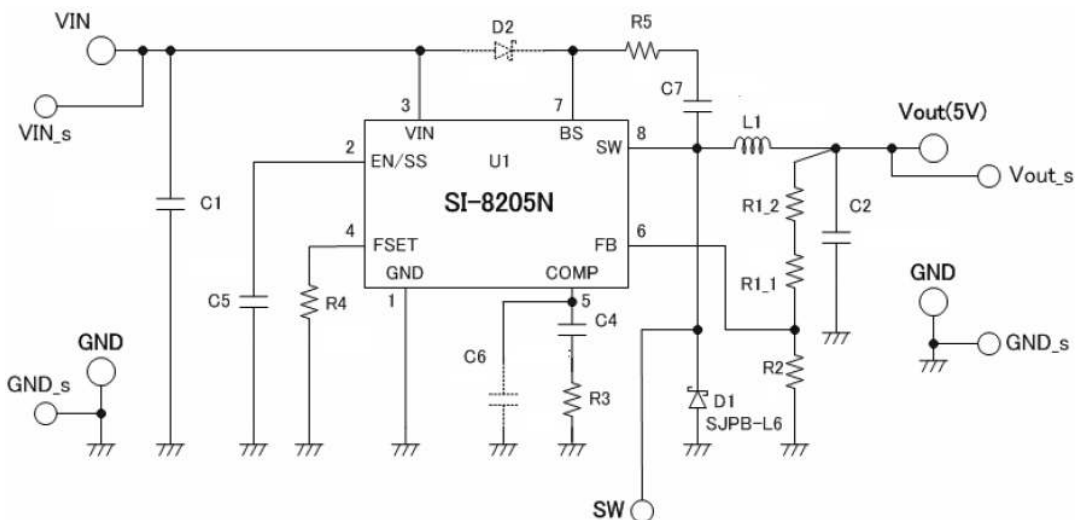 VIN
D2
R5
C7
VIN_s
3
7
VIN
BS
8
L1
Vout(5V)
2
EN/SS
U1
SW
Vout_s
C1
SI-8205N
R1_2
C2
4
FSET
FB
6
GND
COMP
R1_1
GND
C5
R4
1
5
C4
GND
C6
R2
GND_s
GND_s
R3
D1
SJPB-L6
SW